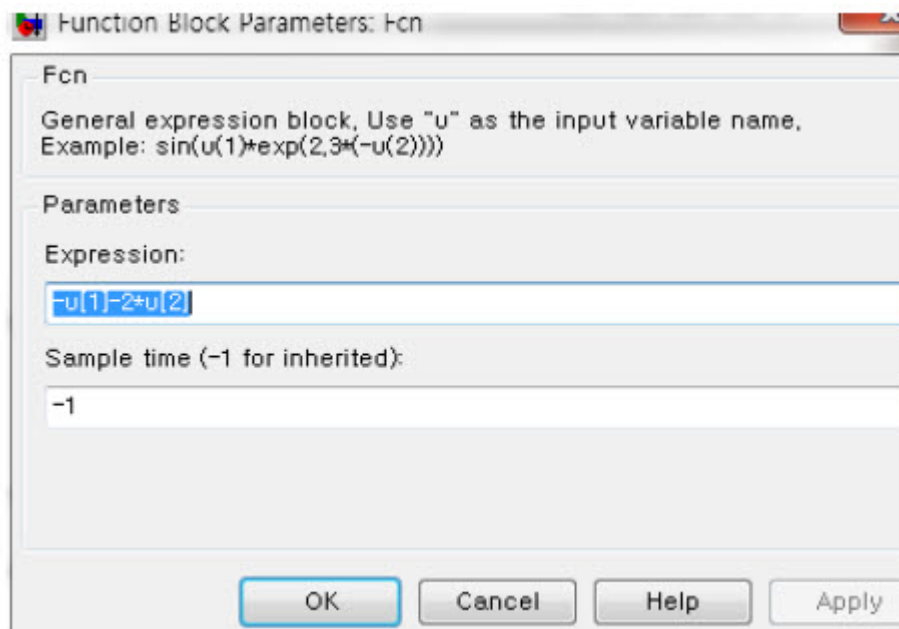 Function Block Parameters: Fcn
Fcn
General expression block, Use "u" as the input variable name,
Example: sin(u(1)*exp(2,3*(-u(2))))
Parameters
Expression:
-u[1]-2*u[2]
Sample time (-1 for inherited):
-1
OK Cancel Help Apply